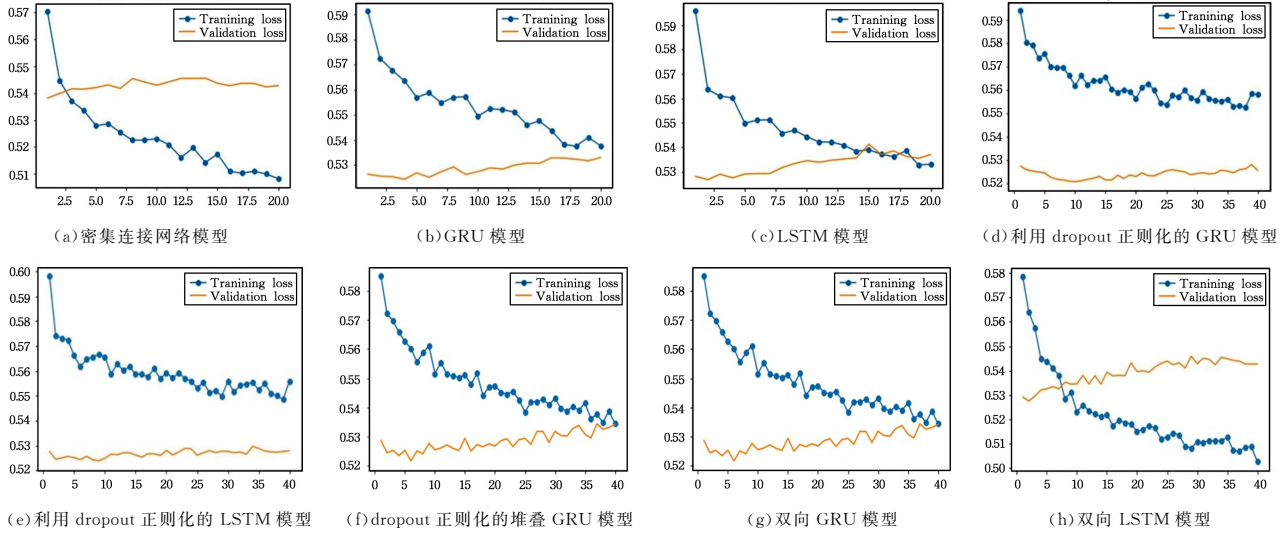 Tranining loss
Validation loss
0.57
0.56
0.55
0.54
0.53
0.52
0.51
2.5 5.0 7.5 10.0 12.5 15.0 17.5 20.0
(a)密集连接网络模型
Tranining loss
Validation loss
0.59
0.58
0.57
0.56
0.55
0.54
0.53
2.5 5.0 7.5 10.0 12.5 15.0 17.5 20.0
(b)GRU 模型
Tranining loss
Validation loss
0.59
0.58
0.57
0.56
0.55
0.54
0.53
2.5 5.0 7.5 10.0 12.5 15.0 17.5 20.0
(c)LSTM 模型
Tranining loss
Validation loss
0.59
0.58
0.57
0.56
0.55
0.54
0.53
0.52
0 5 10 15 20 25 30 35 40
(d)利用 dropout 正则化的 GRU 模型
Tranining loss
Validation loss
0.60
0.59
0.58
0.57
0.56
0.55
0.54
0.53
0.52
0 5 10 15 20 25 30 35 40
(e)利用 dropout 正则化的 LSTM 模型
Tranining loss
Validation loss
0.58
0.57
0.56
0.55
0.54
0.53
0.52
0 5 10 15 20 25 30 35 40
(f)dropout 正则化的堆叠 GRU 模型
Tranining loss
Validation loss
0.58
0.57
0.56
0.55
0.54
0.53
0.52
0 5 10 15 20 25 30 35 40
(g)双向 GRU 模型
Tranining loss
Validation loss
0.58
0.57
0.56
0.55
0.54
0.53
0.52
0.51
0.50
0 5 10 15 20 25 30 35 40
(h)双向 LSTM 模型